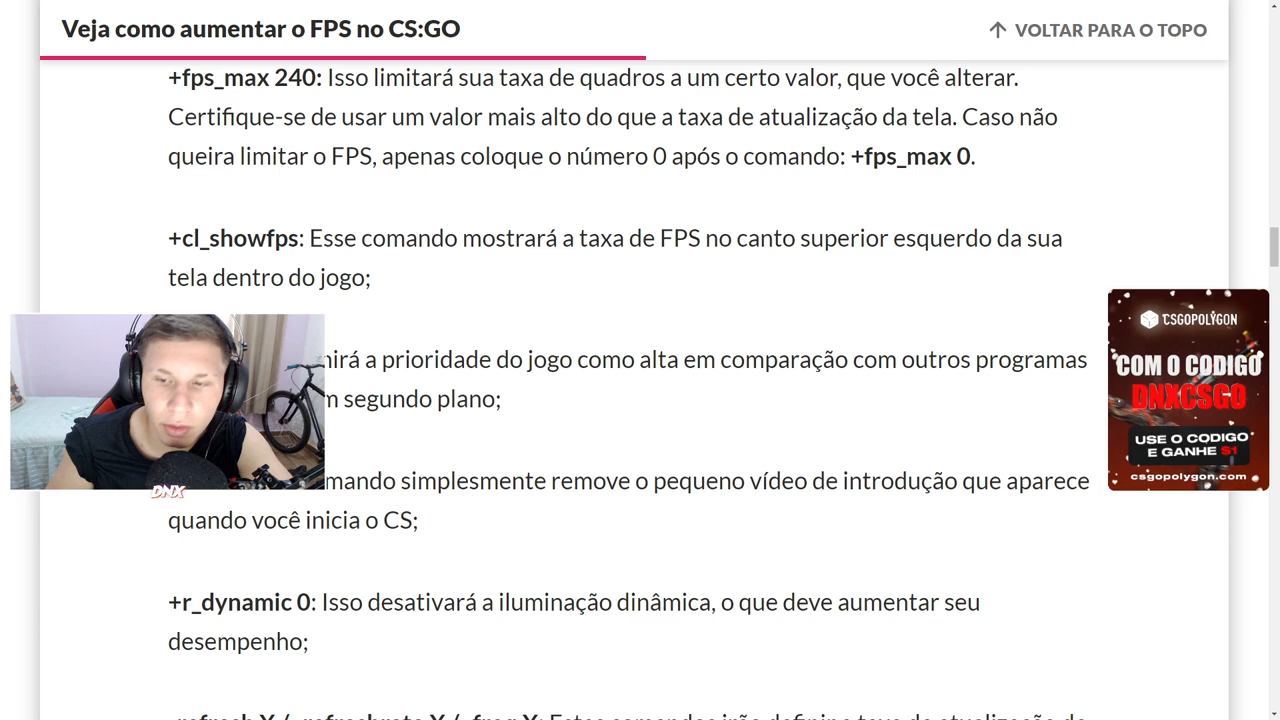 Veja como aumentar o FPS no CS:GO
VOLTAR PARA O TOPO
+fps_max 240: Isso limitará sua taxa de quadros a um certo valor, que você alterar.
Certifique-se de usar um valor mais alto do que a taxa de atualização da tela. Caso não
queira limitar o FPS, apenas coloque o número 0 após o comando: +fps_max 0.
+cl_showfps: Esse comando mostrará a taxa de FPS no canto superior esquerdo da sua
tela dentro do jogo;
nirá a prioridade do jogo como alta em comparação com outros programas
m segundo plano;
mando simplesmente remove o pequeno vídeo de introdução que aparece
quando você inicia o CS;
+r_dynamic 0: Isso desativará a iluminação dinâmica, o que deve aumentar seu
desempenho;
DNX
CSGOPOLYGON
COM O CODIGO
DNXCSGO
USE O CODIGO
E GANHE $1
csgopolygon.com